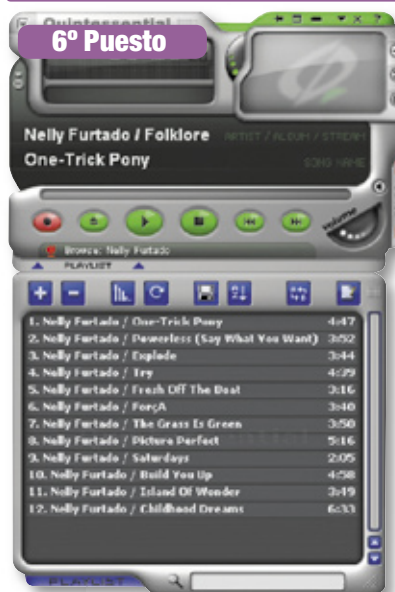 Quintessential
6º Puesto
Nelly Furtado / Folklore ARTIST / ALBUM / STREAM
One-Trick Pony SONG NAME
volume
Browse: Nelly Furtado
PLAYLIST
1. Nelly Furtado / One-Trick Pony 4:47
2. Nelly Furtado / Powerless (Say What You Want) 3:52
3. Nelly Furtado / Explode 3:44
4. Nelly Furtado / Try 4:39
5. Nelly Furtado / Fresh Off The Boat 3:16
6. Nelly Furtado / ForçA 3:40
7. Nelly Furtado / The Grass Is Green 3:50
8. Nelly Furtado / Picture Perfect 5:16
9. Nelly Furtado / Saturdays 2:05
10. Nelly Furtado / Build You Up 4:58
11. Nelly Furtado / Island Of Wonder 3:49
12. Nelly Furtado / Childhood Dreams 6:33
PLAYLIST